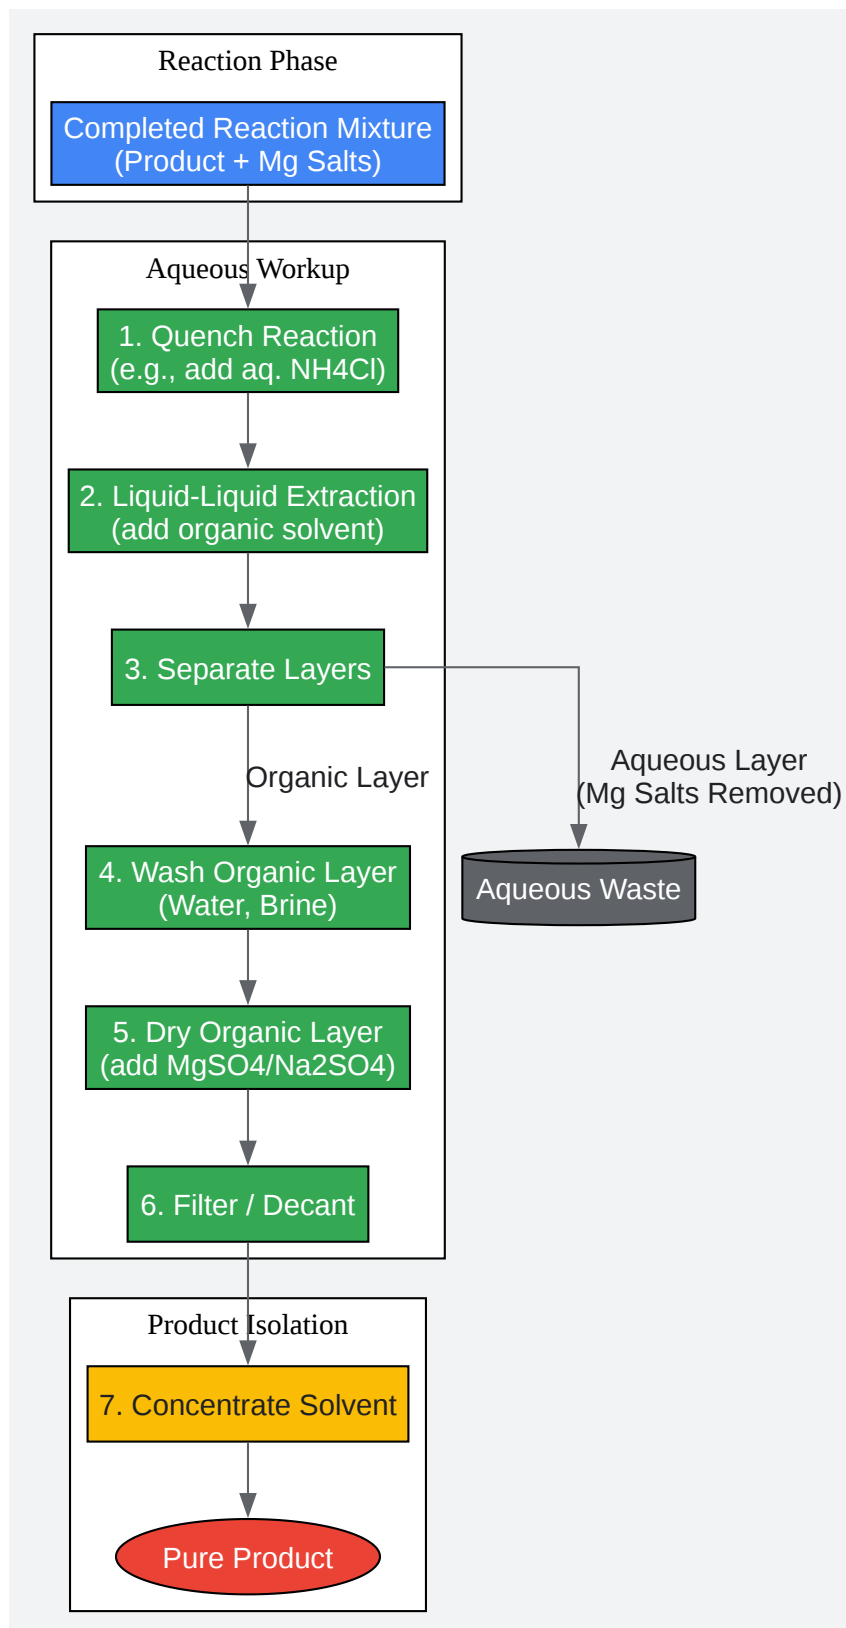 Reaction Phase
Completed Reaction Mixture
(Product + Mg Salts)
Aqueous Workup
1. Quench Reaction
(e.g., add aq. NH4Cl)
2. Liquid-Liquid Extraction
(add organic solvent)
3. Separate Layers
Organic Layer
Aqueous Layer
(Mg Salts Removed)
4. Wash Organic Layer
(Water, Brine)
Aqueous Waste
5. Dry Organic Layer
(add MgSO4/Na2SO4)
6. Filter / Decant
Product Isolation
7. Concentrate Solvent
Pure Product